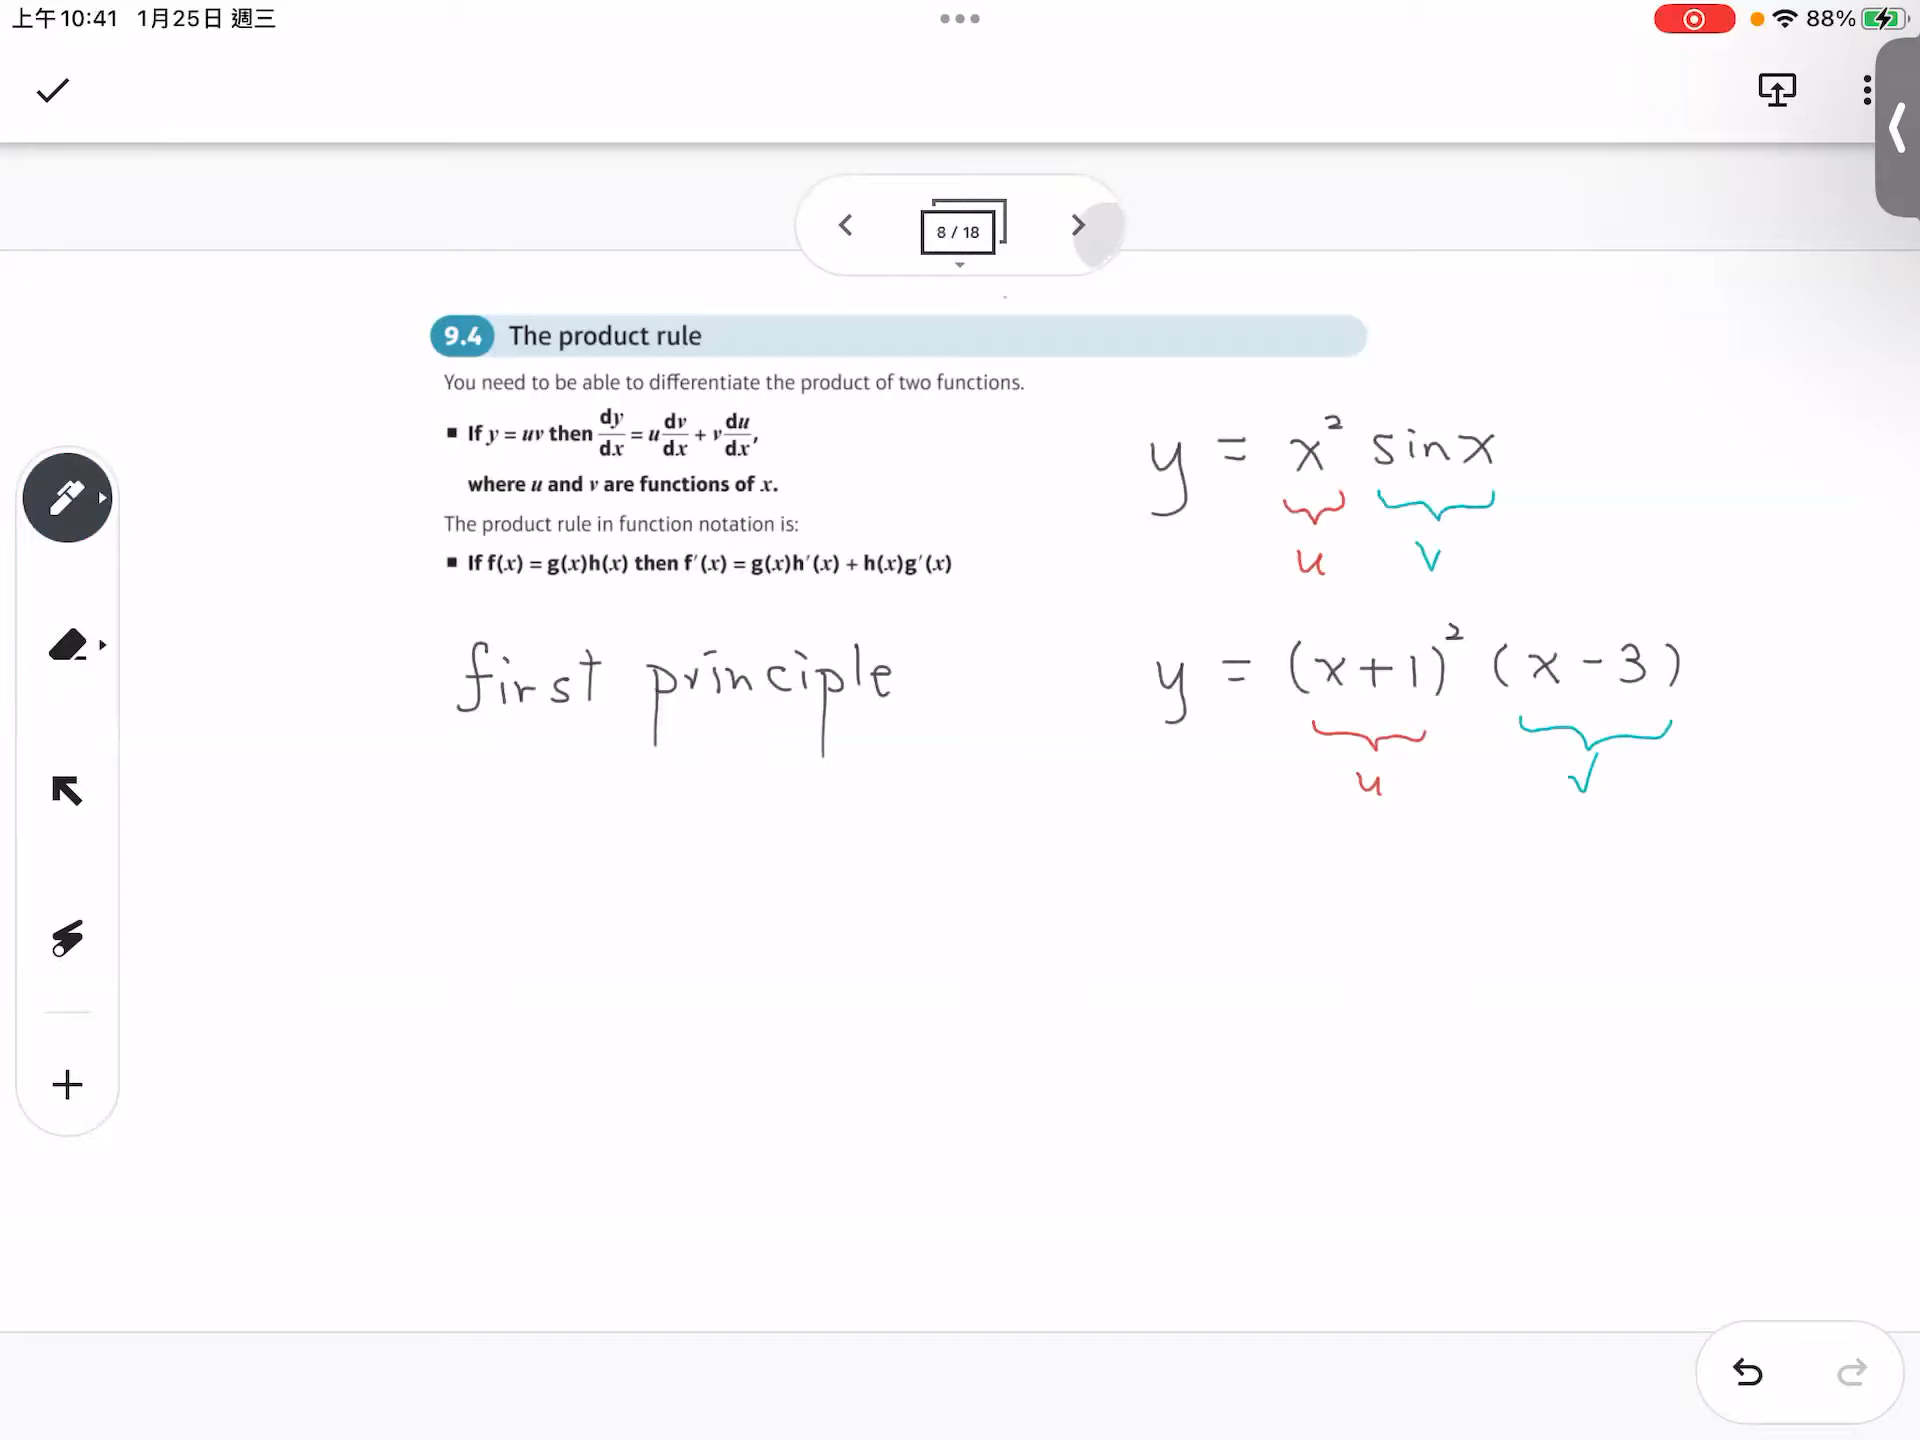 上午10:41 1月25日 週三
88%
8 / 18
9.4 The product rule
You need to be able to differentiate the product of two functions.
▪ If y = uv then dy/dx = u dv/dx + v du/dx,
where u and v are functions of x.
The product rule in function notation is:
▪ If f(x) = g(x)h(x) then f′(x) = g(x)h′(x) + h(x)g′(x)
first principle
y = x² sinx
u v
y = (x+1)² (x-3)
u v